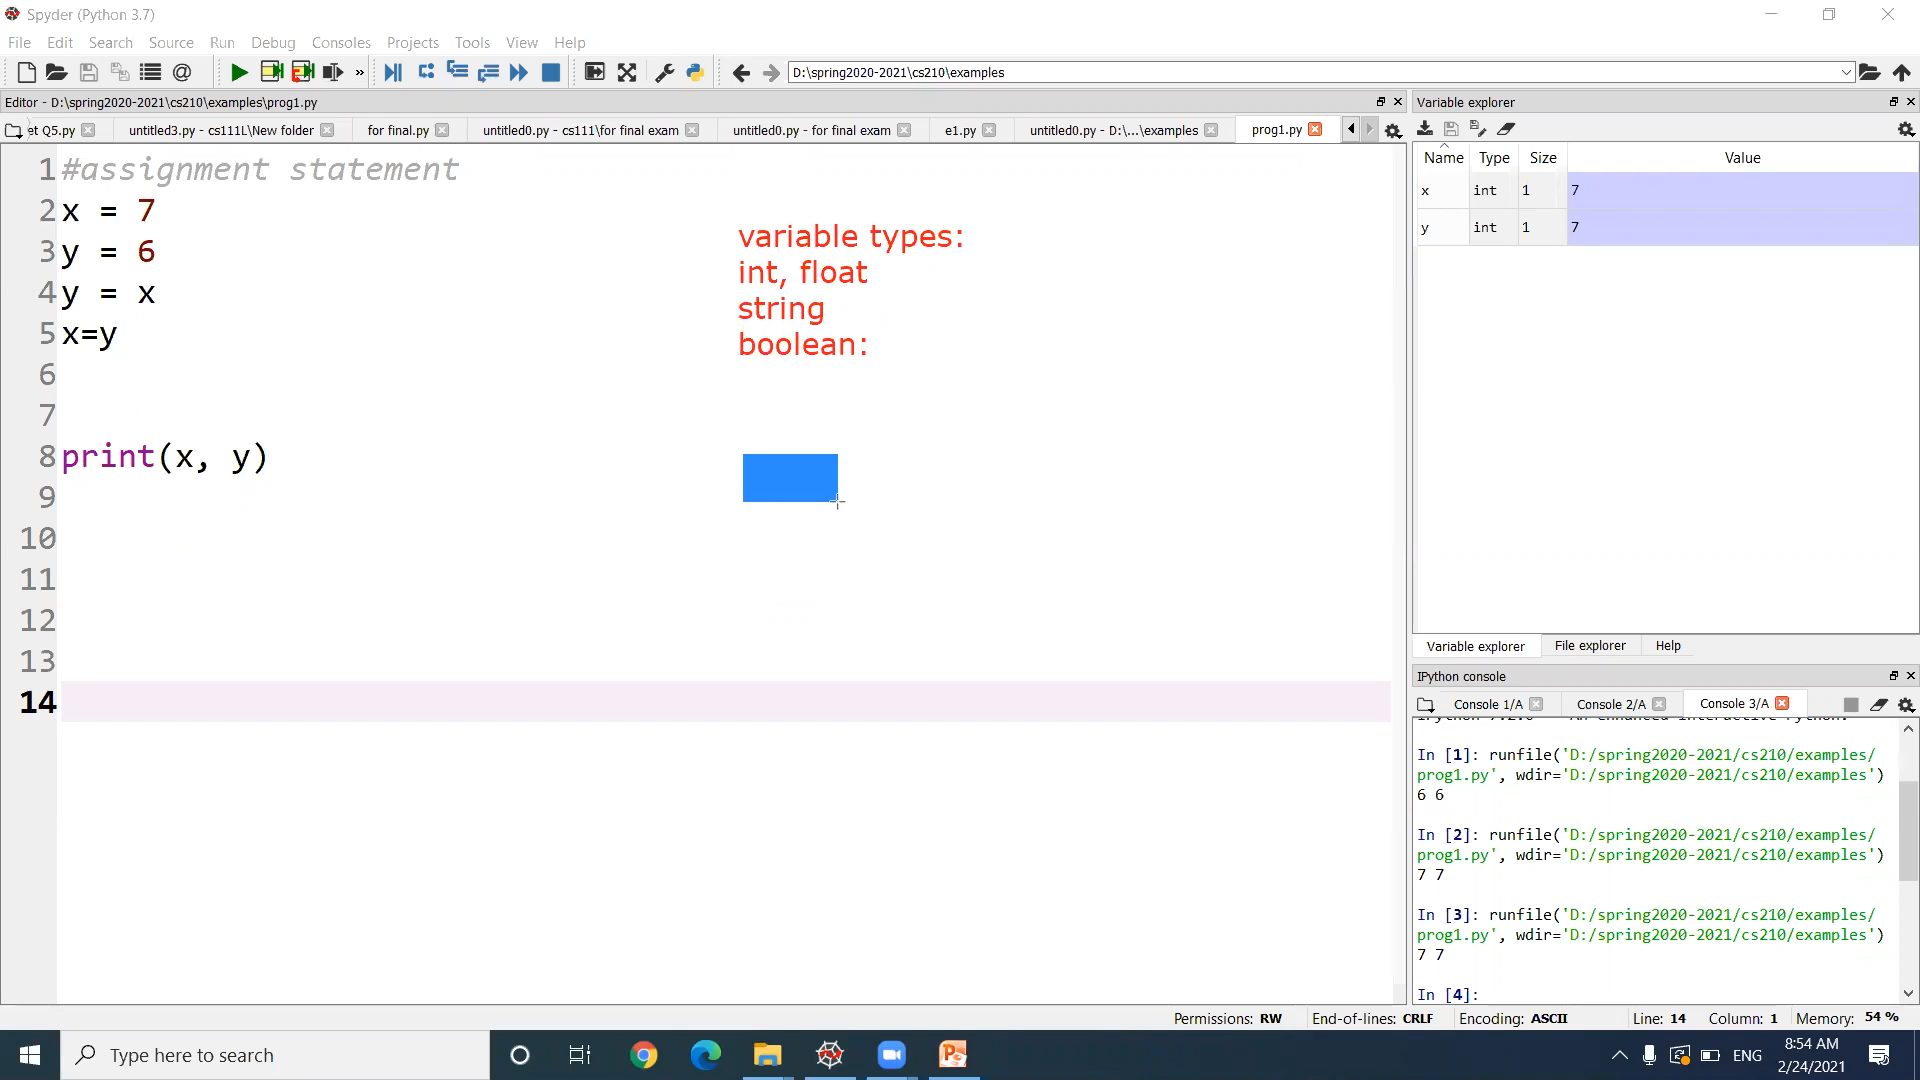 Spyder (Python 3.7)
File Edit Search Source Run Debug Consoles Projects Tools View Help
D:\spring2020-2021\cs210\examples
Editor - D:\spring2020-2021\cs210\examples\prog1.py
et Q5.py untitled3.py - cs111L\New folder for final.py untitled0.py - cs111\for final exam untitled0.py - for final exam e1.py untitled0.py - D:\...\examples prog1.py
1 #assignment statement
2 x = 7
3 y = 6
4 y = x
5 x=y
6
7
8 print(x, y)
9
10
11
12
13
14
variable types:
int, float
string
boolean:
Variable explorer
Name Type Size Value
x int 1 7
y int 1 7
Variable explorer File explorer Help
IPython console
Console 1/A Console 2/A Console 3/A
In [1]: runfile('D:/spring2020-2021/cs210/examples/
prog1.py', wdir='D:/spring2020-2021/cs210/examples')
6 6
In [2]: runfile('D:/spring2020-2021/cs210/examples/
prog1.py', wdir='D:/spring2020-2021/cs210/examples')
7 7
In [3]: runfile('D:/spring2020-2021/cs210/examples/
prog1.py', wdir='D:/spring2020-2021/cs210/examples')
7 7
In [4]:
Permissions: RW End-of-lines: CRLF Encoding: ASCII Line: 14 Column: 1 Memory: 54 %
Type here to search
ENG
8:54 AM
2/24/2021